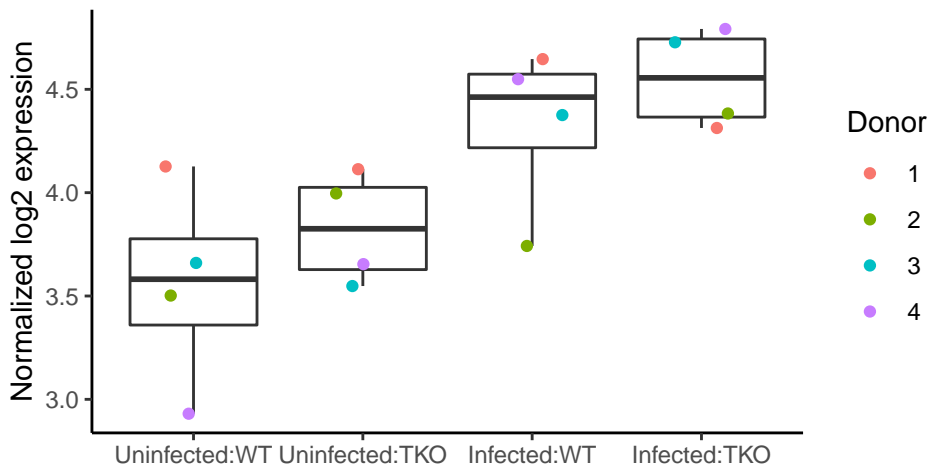 Normalized log2 expression
4.5
4.0
3.5
3.0
Uninfected:WT
Uninfected:TKO
Infected:WT
Infected:TKO
Donor
1
2
3
4